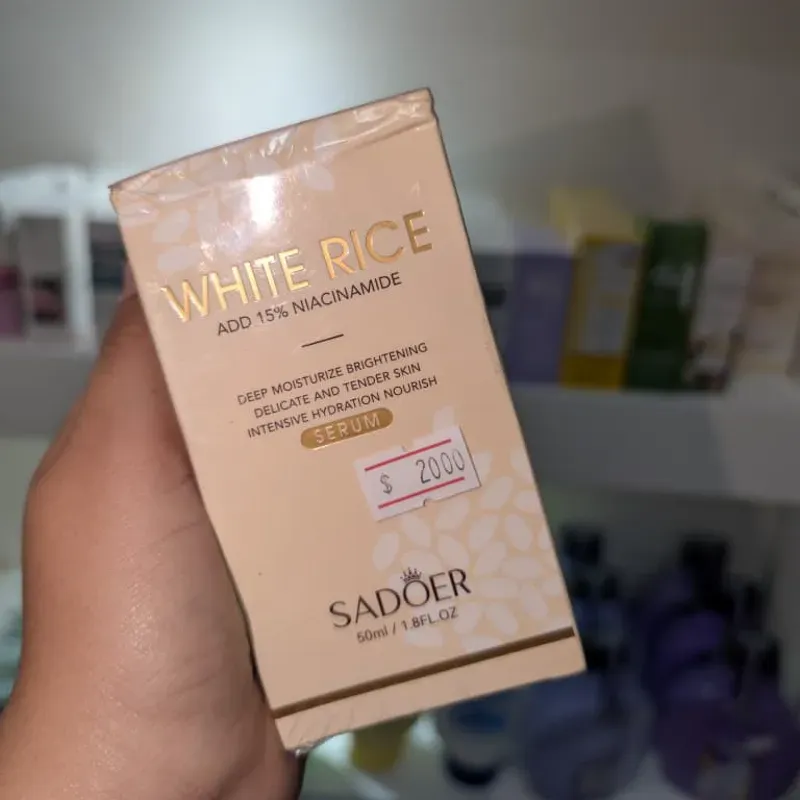 WHITE RICE
ADD 15% NIACINAMIDE
DEEP MOISTURIZE BRIGHTENING
DELICATE AND TENDER SKIN
INTENSIVE HYDRATION NOURISH
SERUM
$ 2000
SADOER
50ml / 1.8FL.OZ